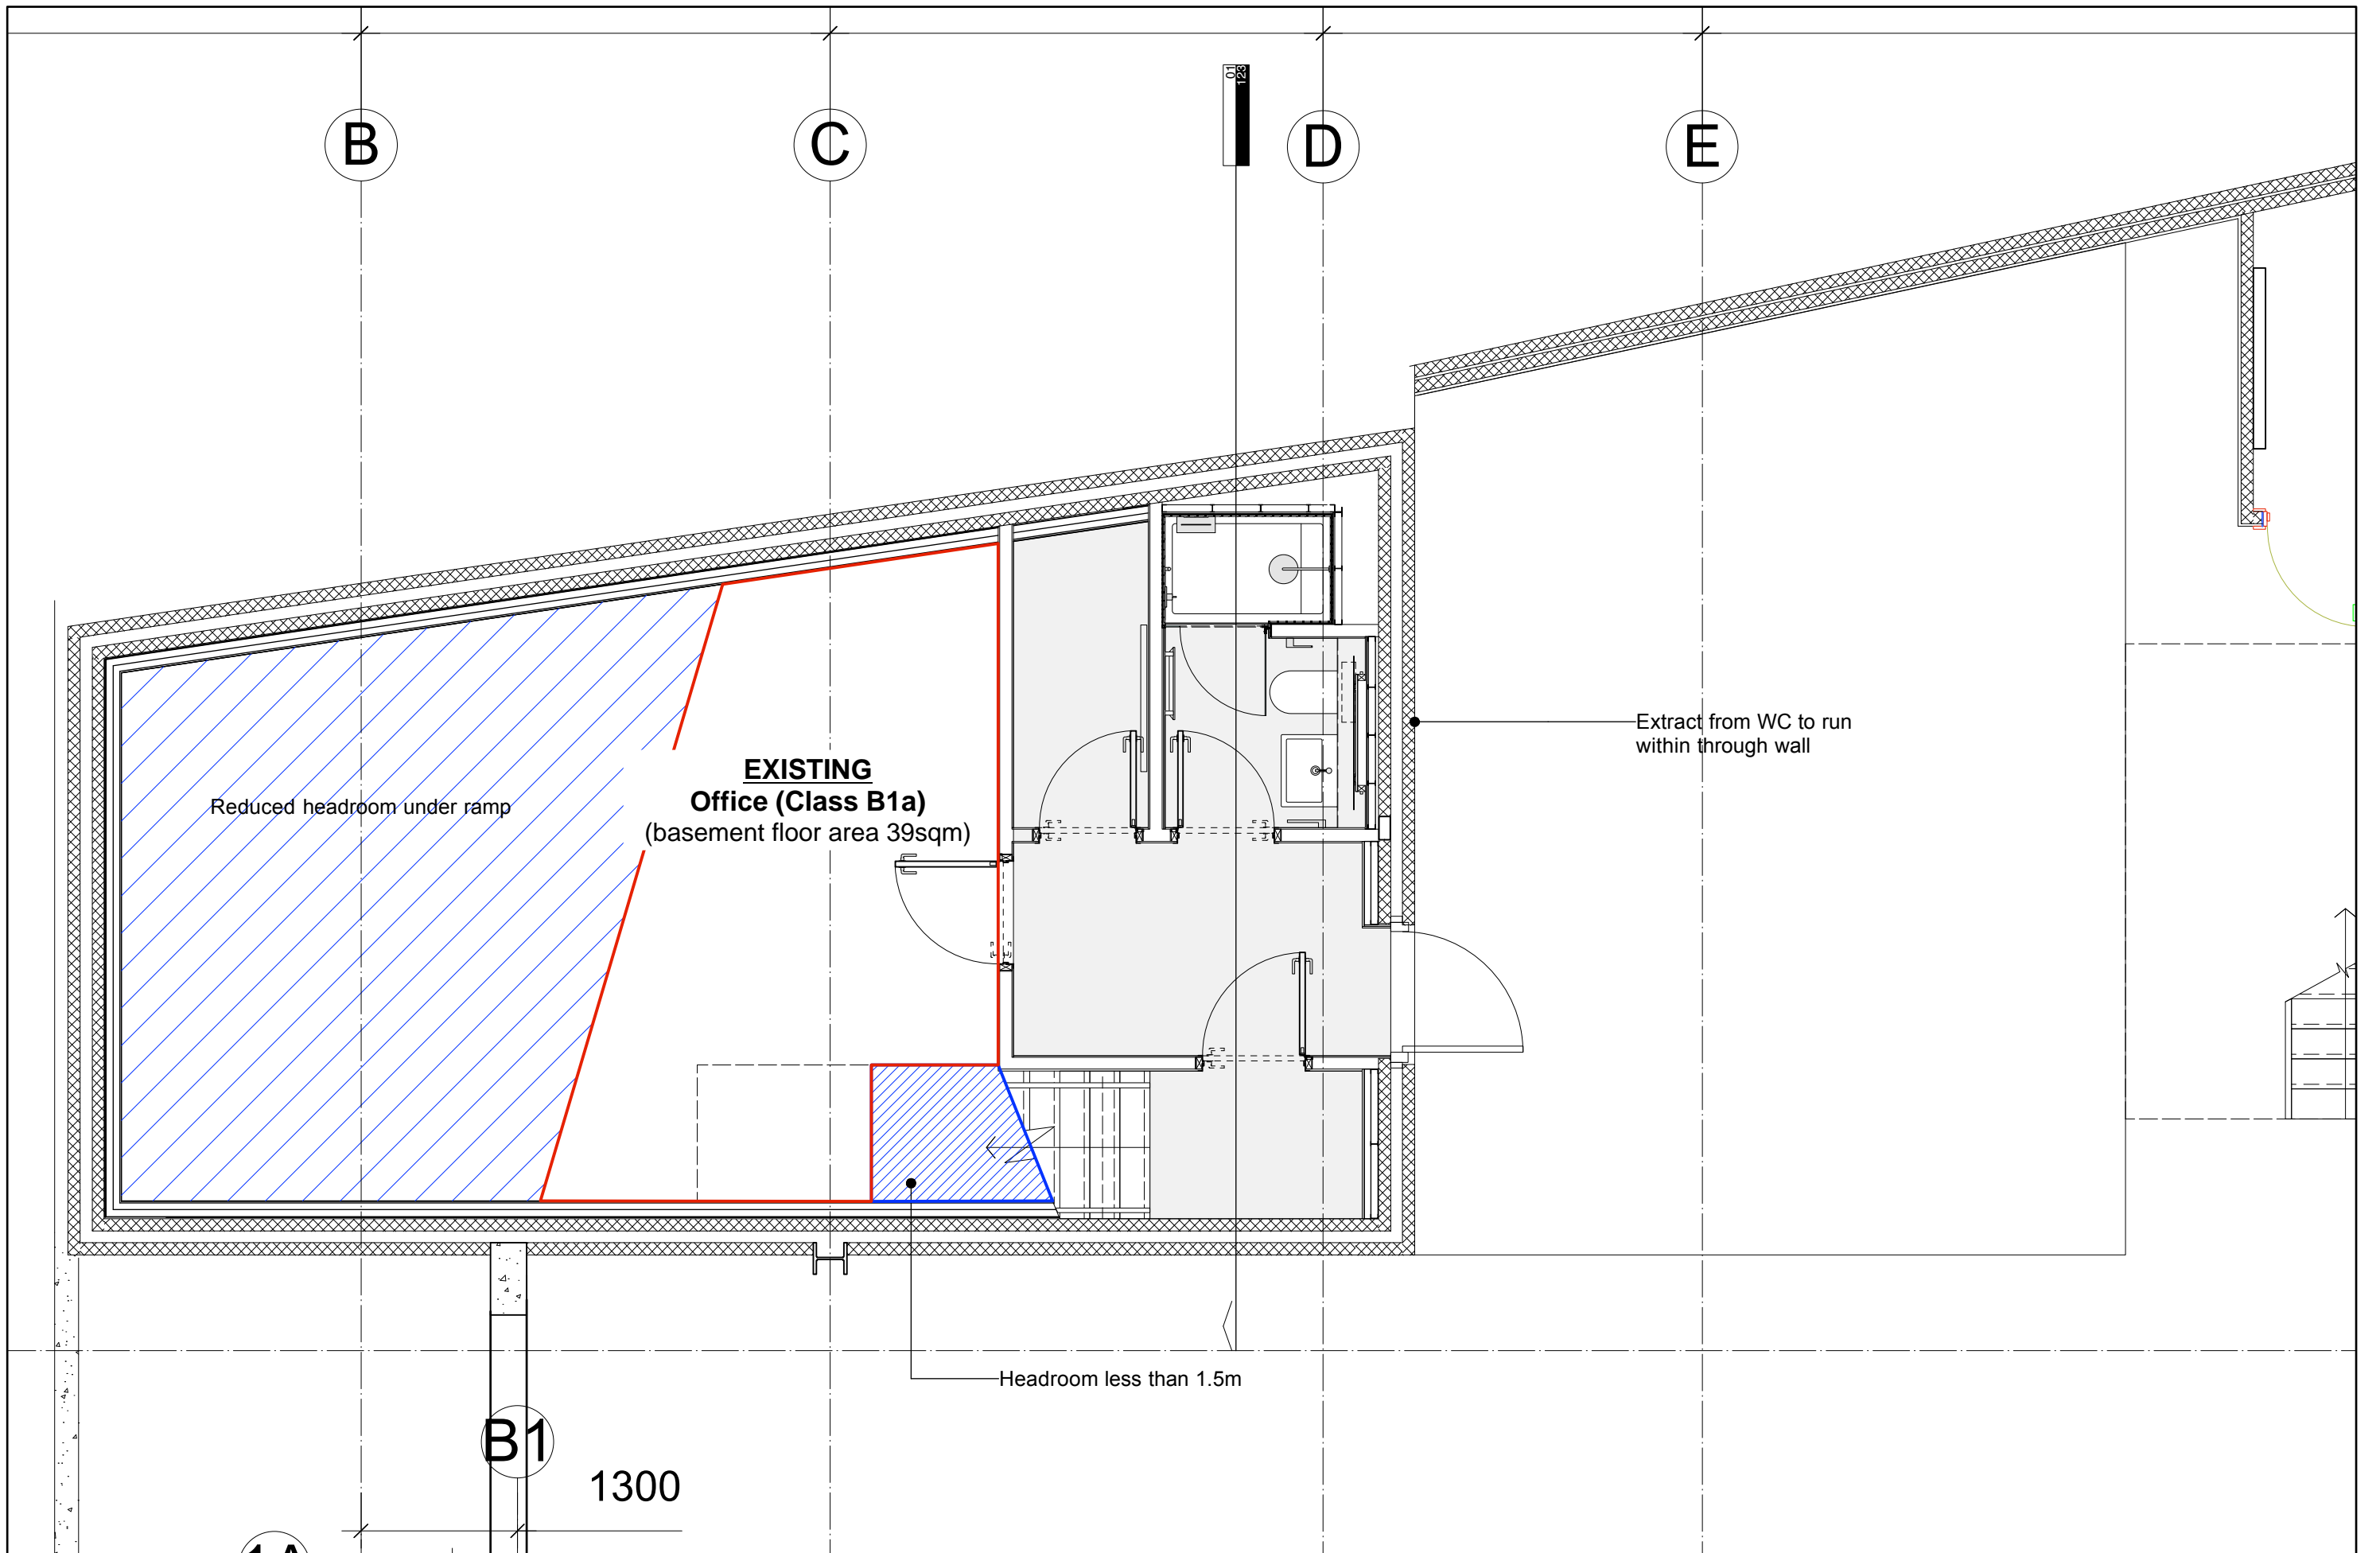 B
C
01
123
D
E
Extract from WC to run
within through wall
EXISTING
Office (Class B1a)
(basement floor area 39sqm)
Reduced headroom under ramp
Headroom less than 1.5m
B1
1300
1A